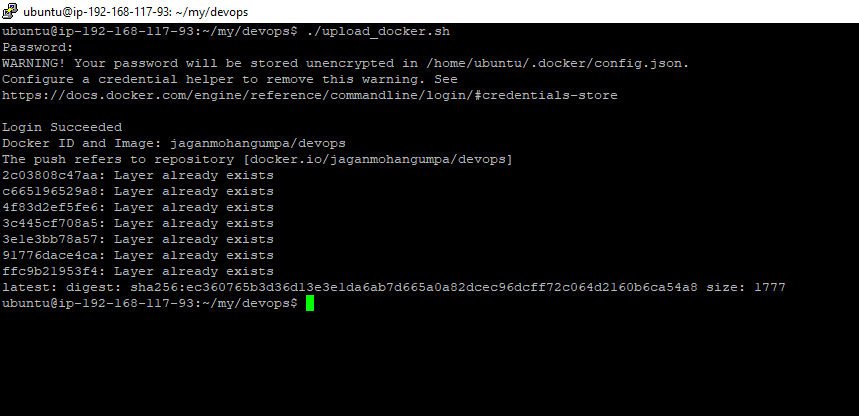 ubuntu@ip-192-168-117-93: ~/my/devops
ubuntu@ip-192-168-117-93:~/my/devops$ ./upload_docker.sh
Password:
WARNING! Your password will be stored unencrypted in /home/ubuntu/.docker/config.json.
Configure a credential helper to remove this warning. See
https://docs.docker.com/engine/reference/commandline/login/#credentials-store
Login Succeeded
Docker ID and Image: jaganmohangumpa/devops
The push refers to repository [docker.io/jaganmohangumpa/devops]
2c03808c47aa: Layer already exists
c665196529a8: Layer already exists
4f83d2ef5fe6: Layer already exists
3c445cf708a5: Layer already exists
3e1e3bb78a57: Layer already exists
91776dace4ca: Layer already exists
ffc9b21953f4: Layer already exists
latest: digest: sha256:ec360765b3d36d13e3e1da6ab7d665a0a82dcec96dcff72c064d2160b6ca54a8 size: 1777
ubuntu@ip-192-168-117-93:~/my/devops$